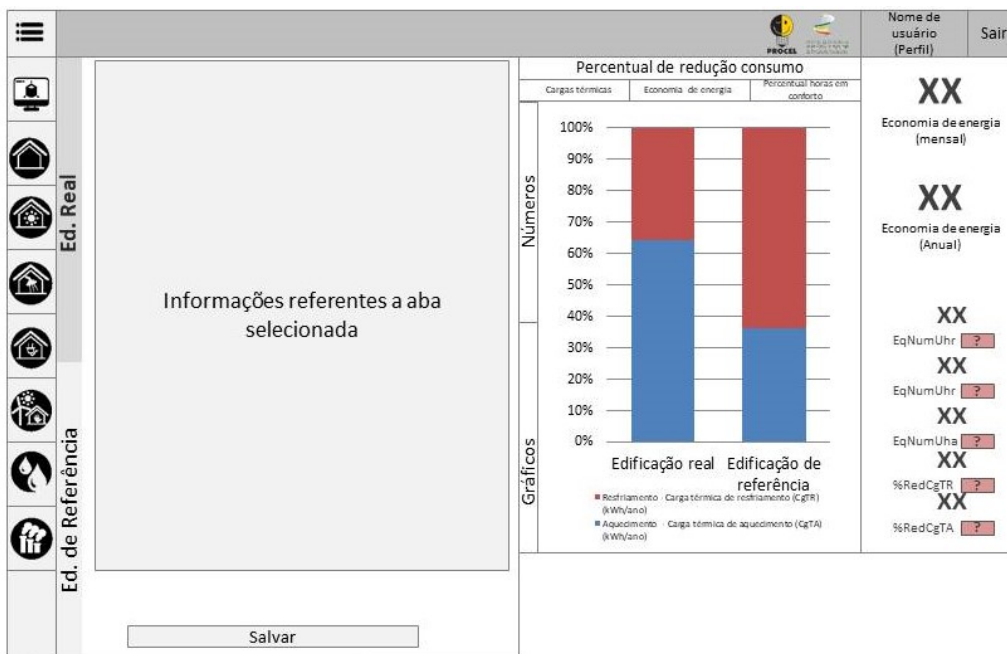 PROCEL
Nome de
usuário
(Perfil)
Sair
Ed. Real
Ed. de Referência
Informações referentes a aba
selecionada
Salvar
Percentual de redução consumo
Cargas térmicas
Economia de energia
Percentual horas em
conforto
Números
Gráficos
100%
90%
80%
70%
60%
50%
40%
30%
20%
10%
0%
Edificação real
Edificação de
referência
Resfriamento - Carga térmica de resfriamento (CgTR)
(kWh/ano)
Aquecimento - Carga térmica de aquecimento (CgTA)
(kWh/ano)
XX
Economia de energia
(mensal)
XX
Economia de energia
(Anual)
XX
EqNumUhr ?
XX
EqNumUhr ?
XX
EqNumUha ?
XX
%RedCgTR ?
XX
%RedCgTA ?